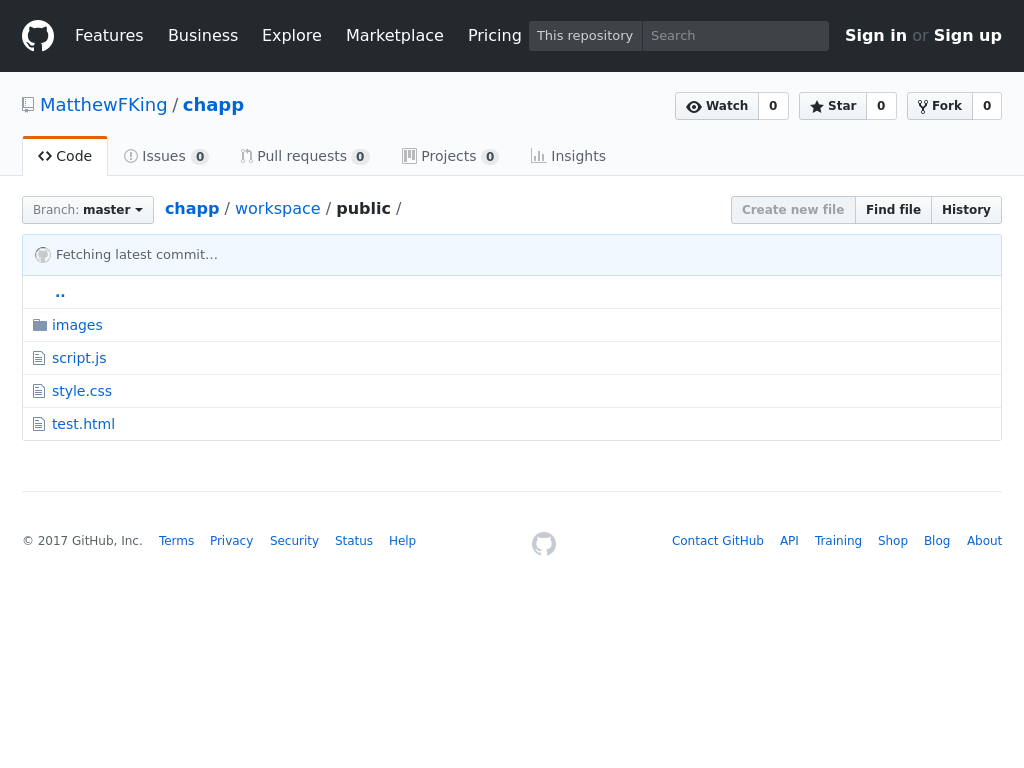 Features Business Explore Marketplace Pricing This repository Search Sign in or Sign up
MatthewFKing / chapp Watch 0 Star 0 Fork 0
Code Issues 0 Pull requests 0 Projects 0 Insights
Branch: master chapp / workspace / public / Create new file Find file History
Fetching latest commit…
..
images
script.js
style.css
test.html
© 2017 GitHub, Inc. Terms Privacy Security Status Help Contact GitHub API Training Shop Blog About